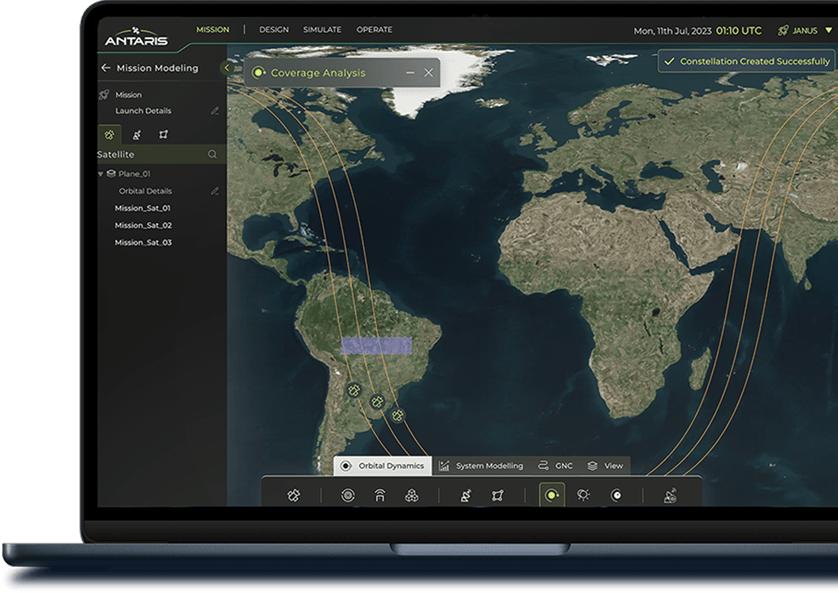 ANTARIS
MISSION | DESIGN SIMULATE OPERATE
Mon, 11th Jul, 2023 01:10 UTC
JANUS
Mission Modeling
Coverage Analysis
Constellation Created Successfully
Mission
Launch Details
Satellite
Plane_01
Orbital Details
Mission_Sat_01
Mission_Sat_02
Mission_Sat_03
Orbital Dynamics
System Modelling
GNC
View